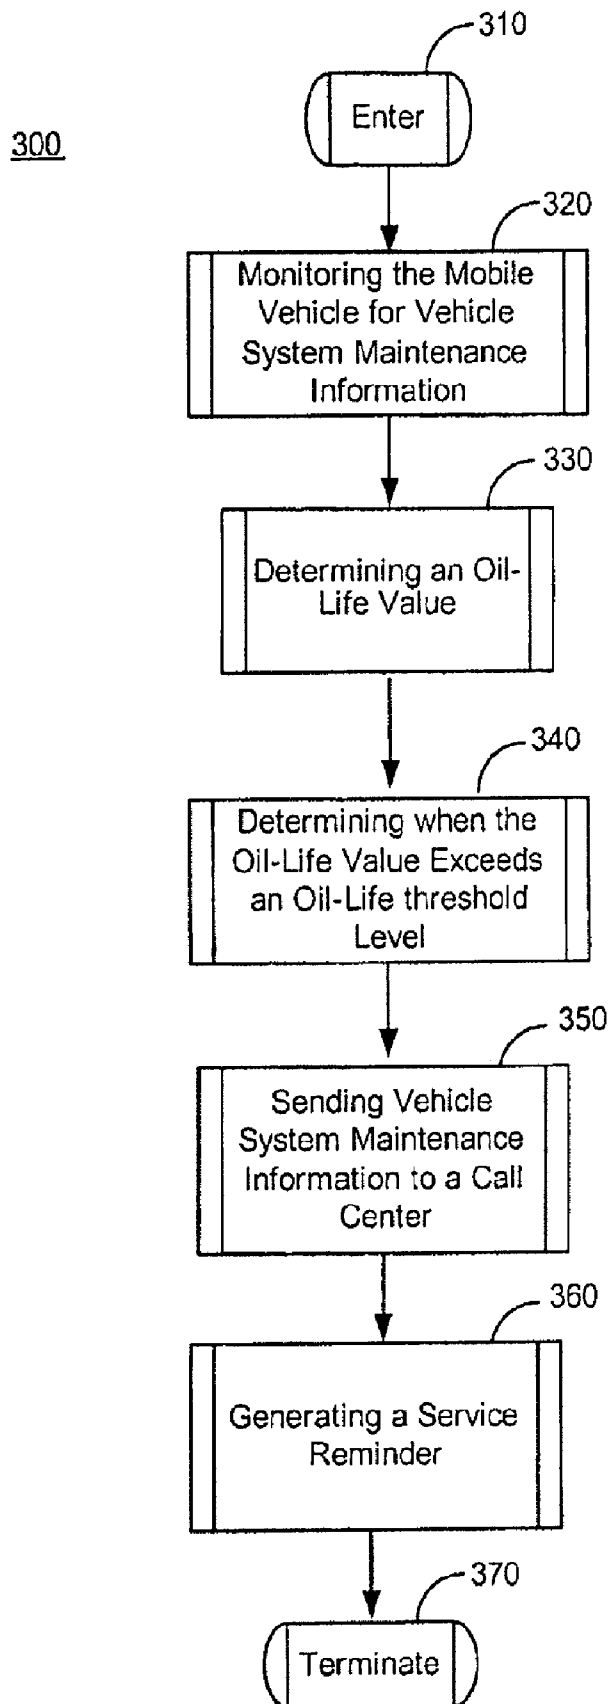 310
Enter
300
320
Monitoring the Mobile
Vehicle for Vehicle
System Maintenance
Information
330
Determining an Oil-
Life Value
340
Determining when the
Oil-Life Value Exceeds
an Oil-Life threshold
Level
350
Sending Vehicle
System Maintenance
Information to a Call
Center
360
Generating a Service
Reminder
370
Terminate